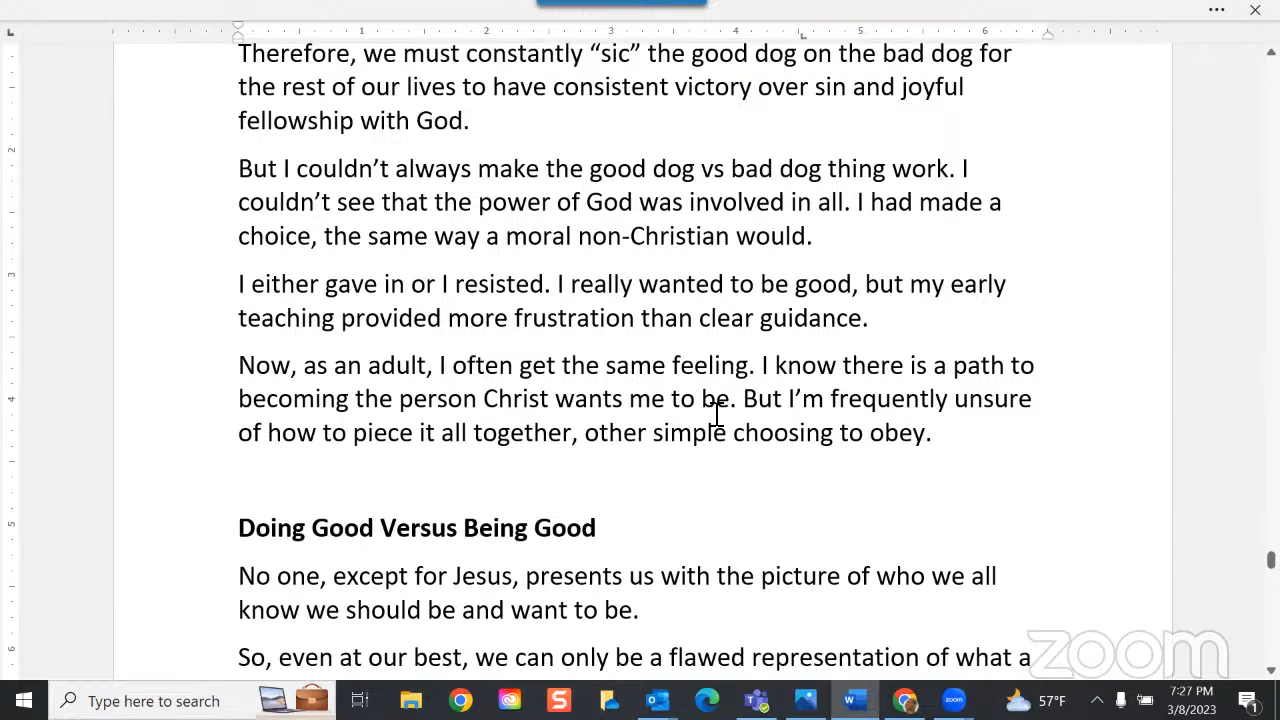 Therefore, we must constantly “sic” the good dog on the bad dog for
the rest of our lives to have consistent victory over sin and joyful
fellowship with God.
But I couldn’t always make the good dog vs bad dog thing work. I
couldn’t see that the power of God was involved in all. I had made a
choice, the same way a moral non-Christian would.
I either gave in or I resisted. I really wanted to be good, but my early
teaching provided more frustration than clear guidance.
Now, as an adult, I often get the same feeling. I know there is a path to
becoming the person Christ wants me to be. But I’m frequently unsure
of how to piece it all together, other simple choosing to obey.
Doing Good Versus Being Good
No one, except for Jesus, presents us with the picture of who we all
know we should be and want to be.
So, even at our best, we can only be a flawed representation of what a
zoom
Type here to search
57°F
7:27 PM
3/8/2023